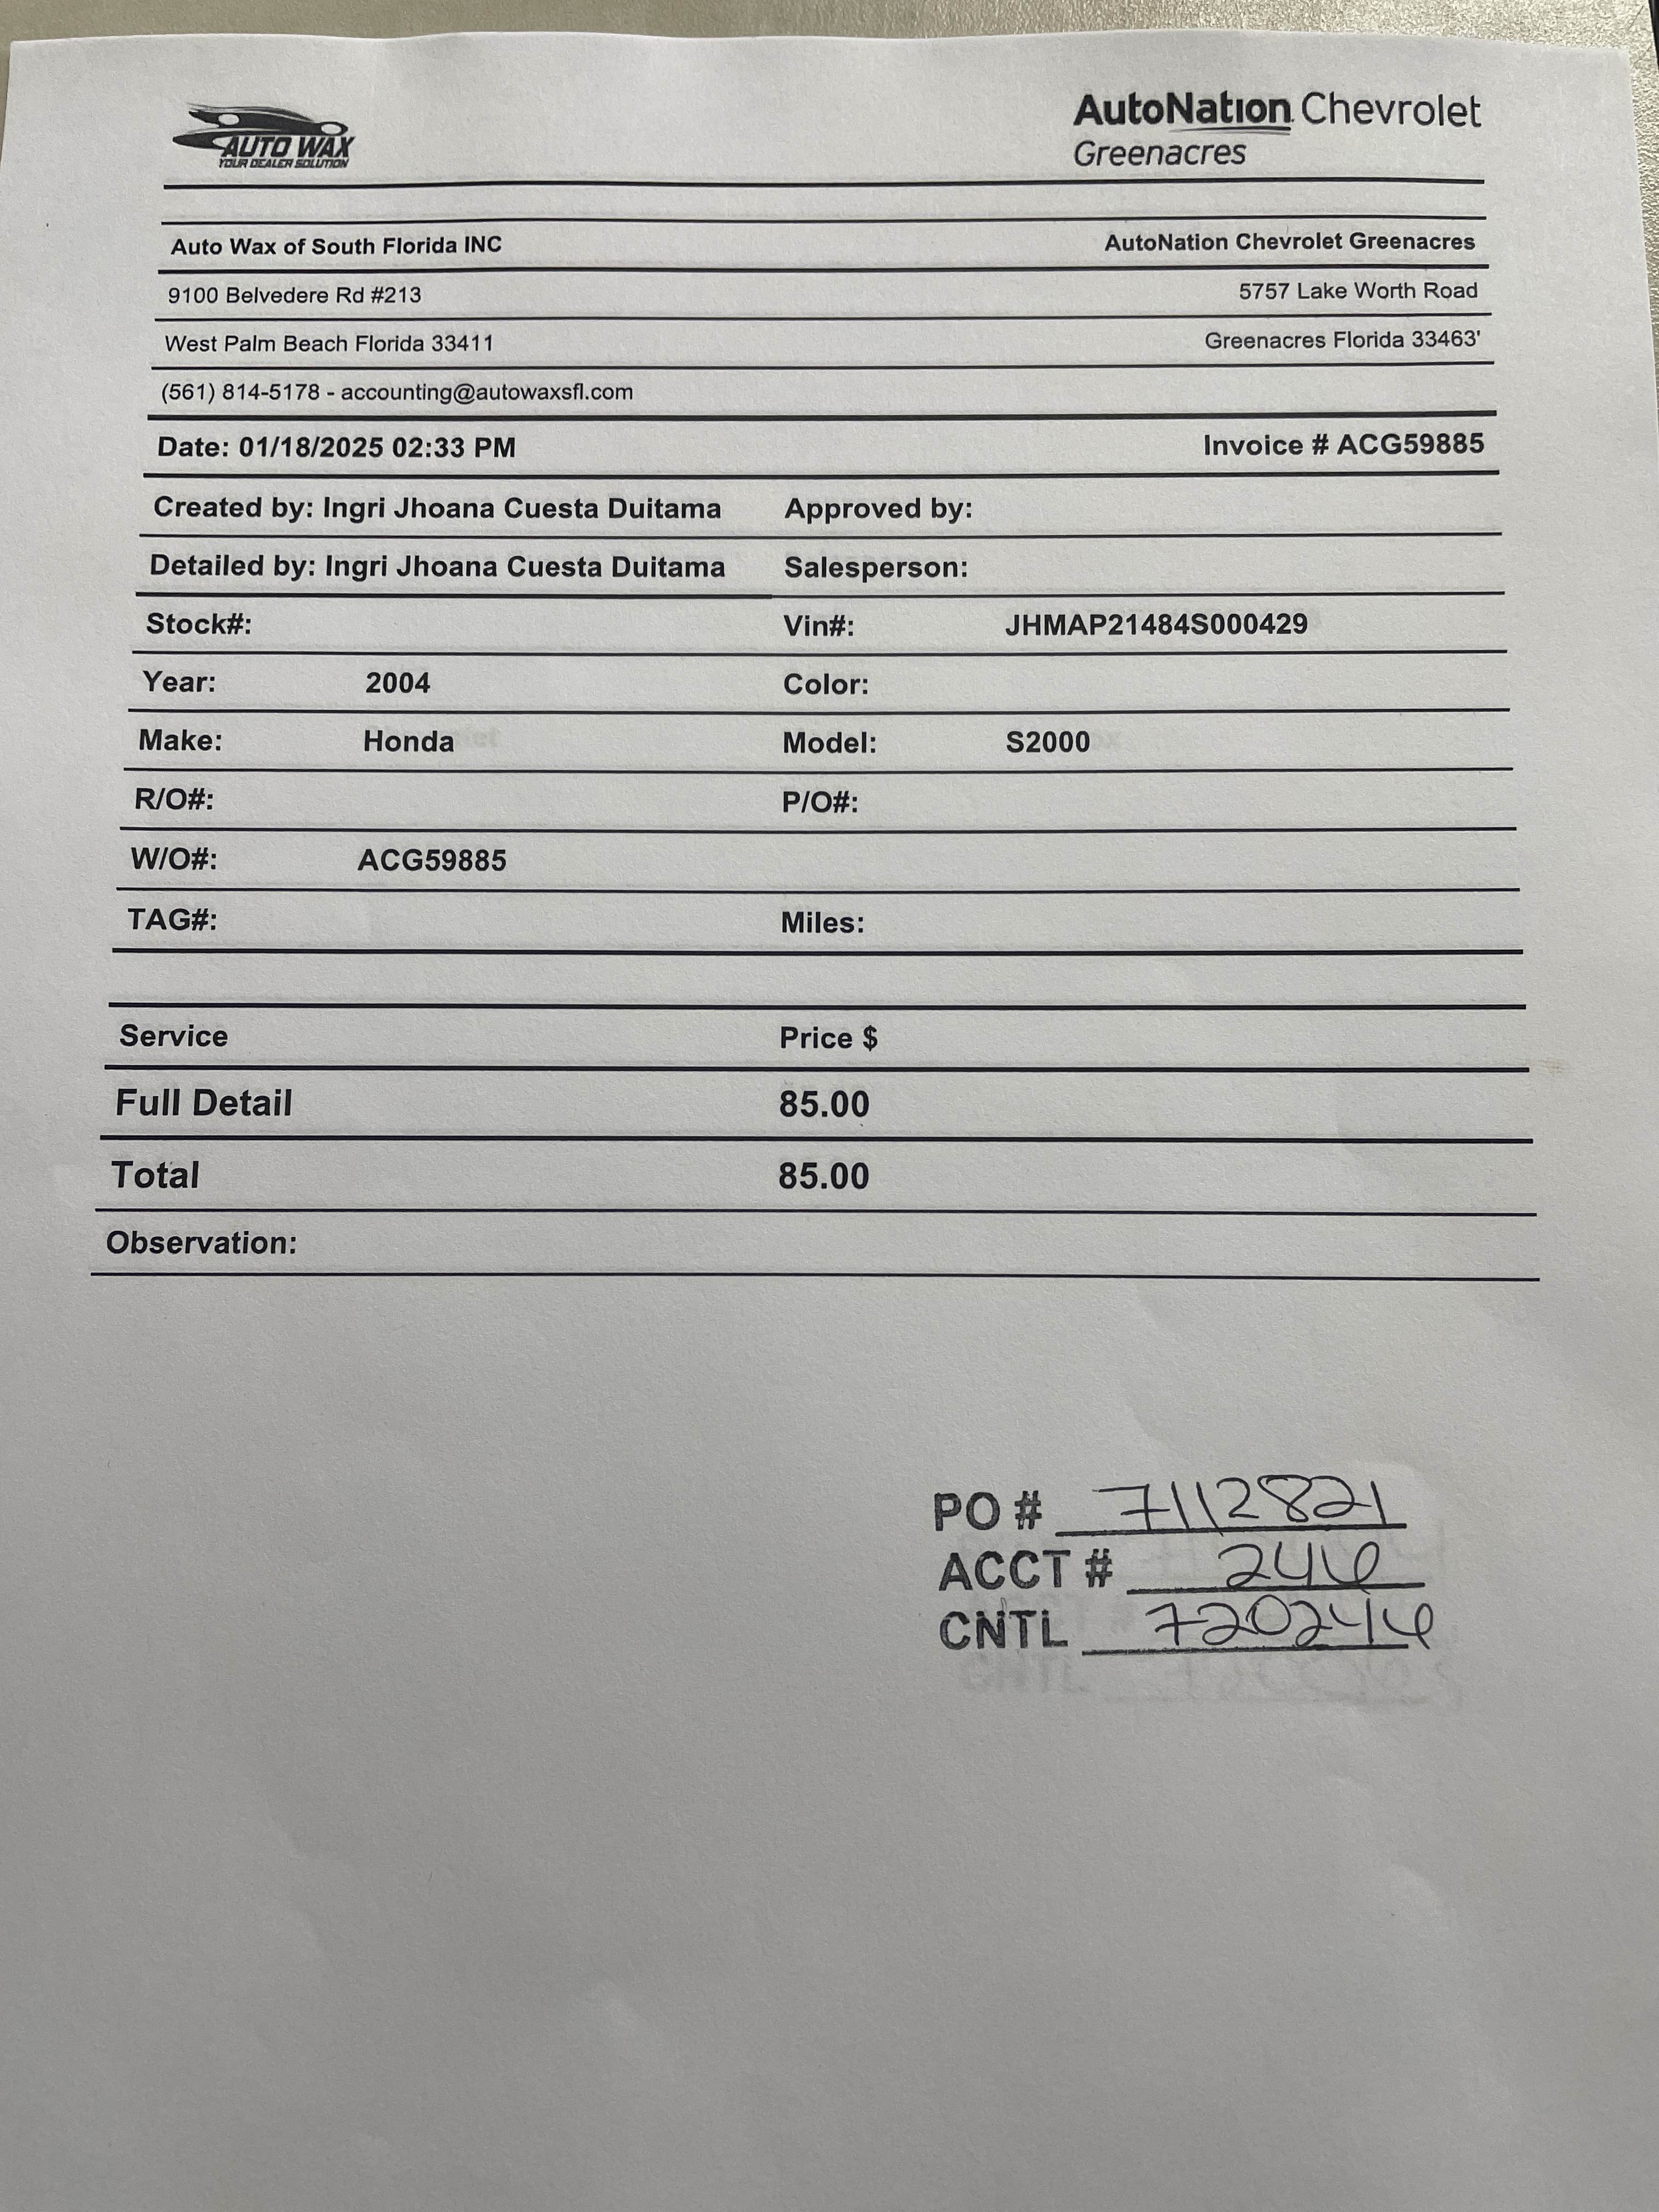 AUTO WAX
YOUR DEALER SOLUTION
AutoNation Chevrolet
Greenacres
Auto Wax of South Florida INC AutoNation Chevrolet Greenacres
9100 Belvedere Rd #213 5757 Lake Worth Road
West Palm Beach Florida 33411 Greenacres Florida 33463'
(561) 814-5178 - accounting@autowaxsfl.com
Date: 01/18/2025 02:33 PM Invoice # ACG59885
Created by: Ingri Jhoana Cuesta Duitama Approved by:
Detailed by: Ingri Jhoana Cuesta Duitama Salesperson:
Stock#: Vin#: JHMAP21484S000429
Year: 2004 Color:
Make: Honda Model: S2000
R/O#: P/O#:
W/O#: ACG59885
TAG#: Miles:
Service Price $
Full Detail 85.00
Total 85.00
Observation:
PO # 7112821
ACCT # 246
CNTL 720246